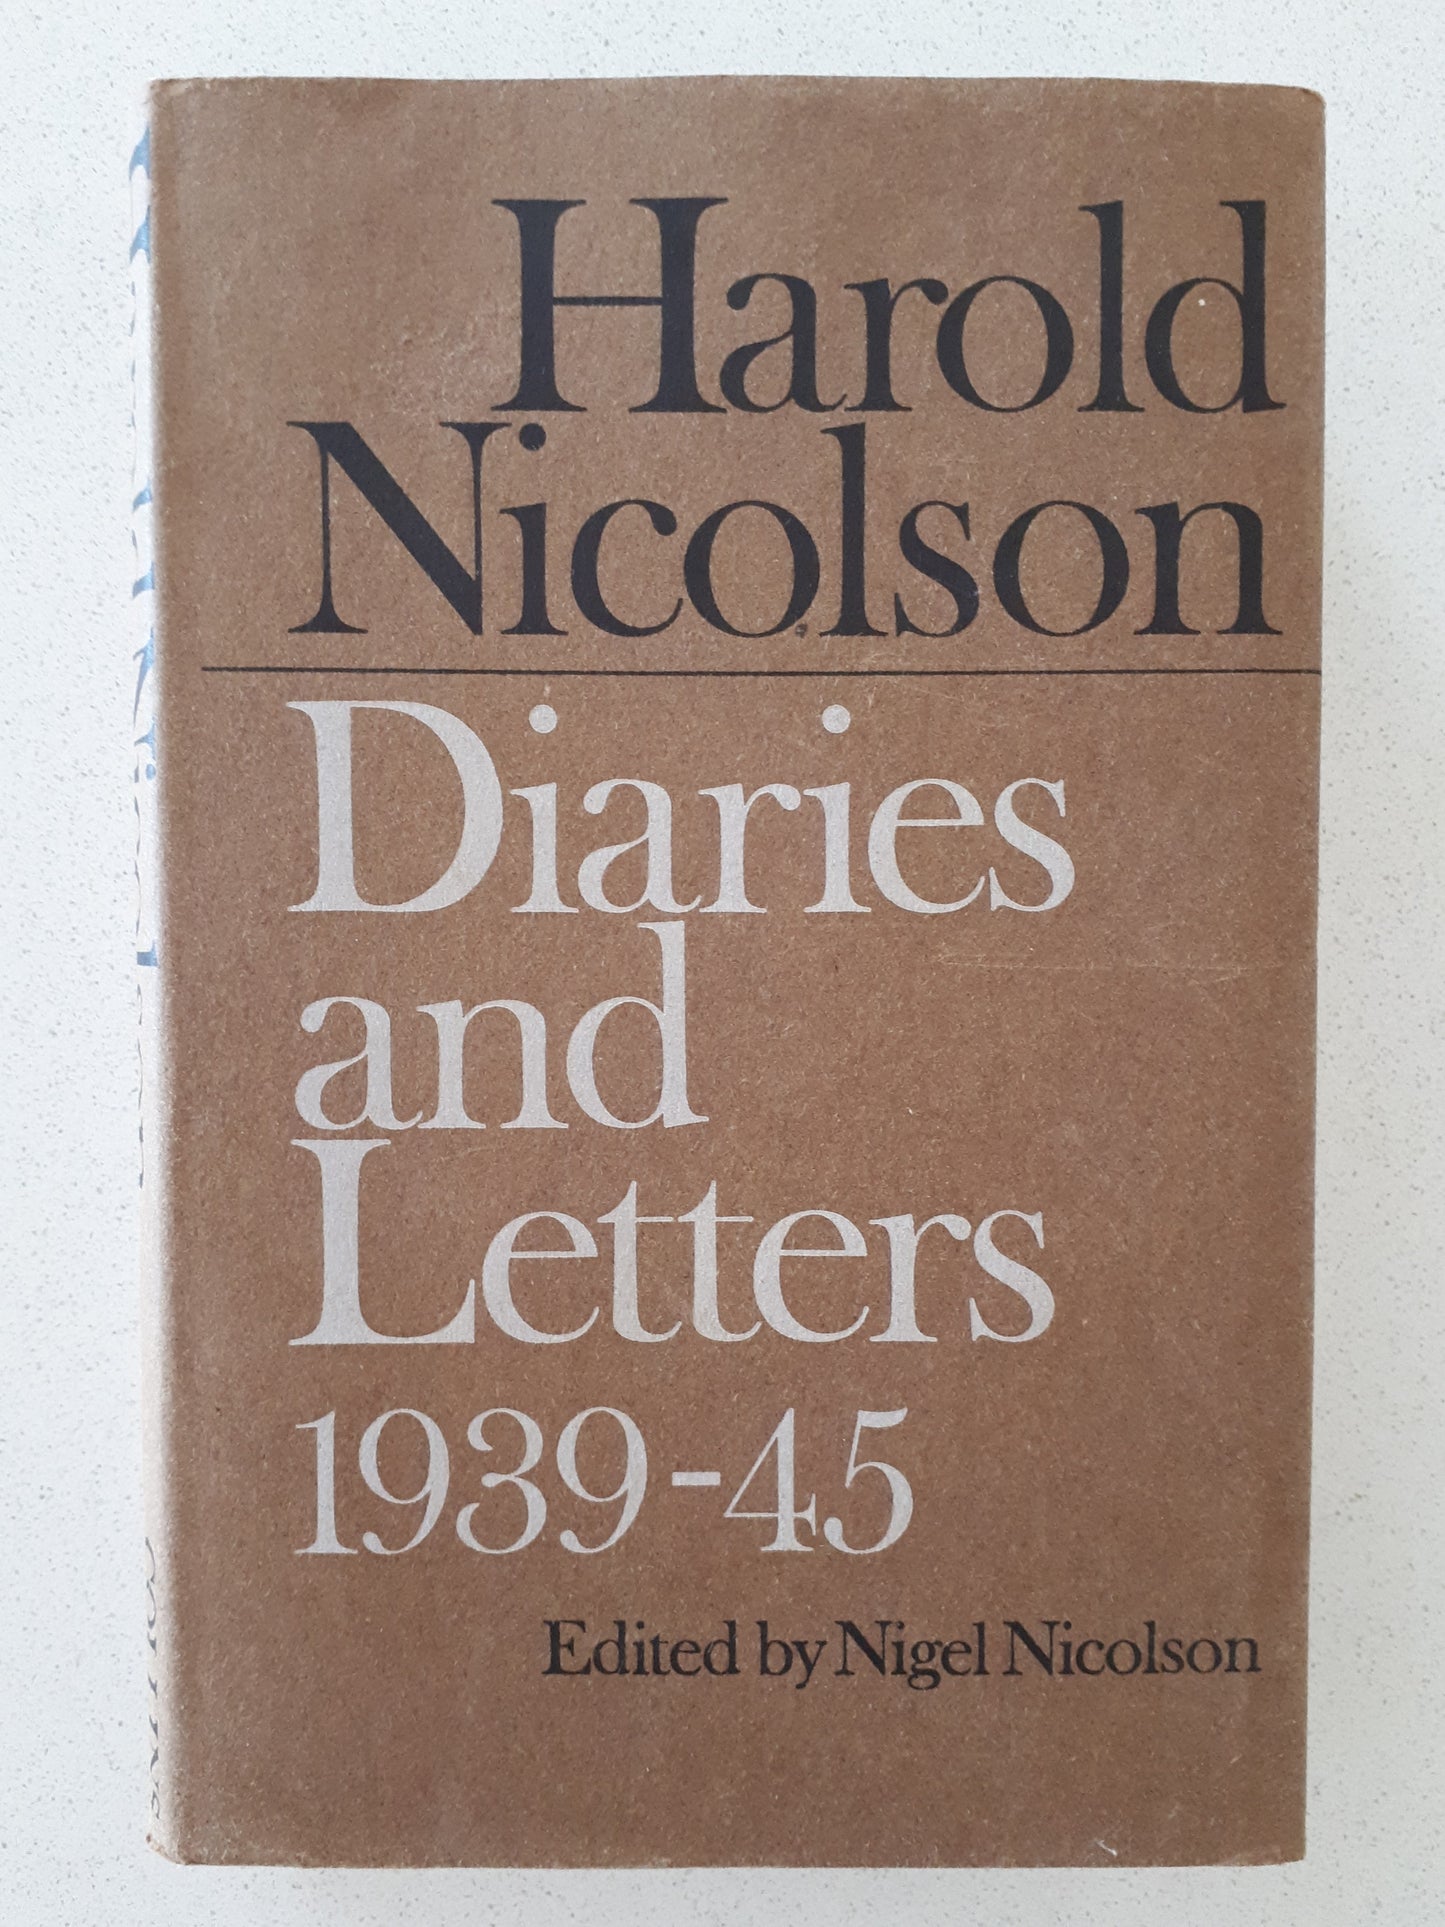 Harold
Nicolson
Diaries
and
Letters
1939-45
Edited by Nigel Nicolson